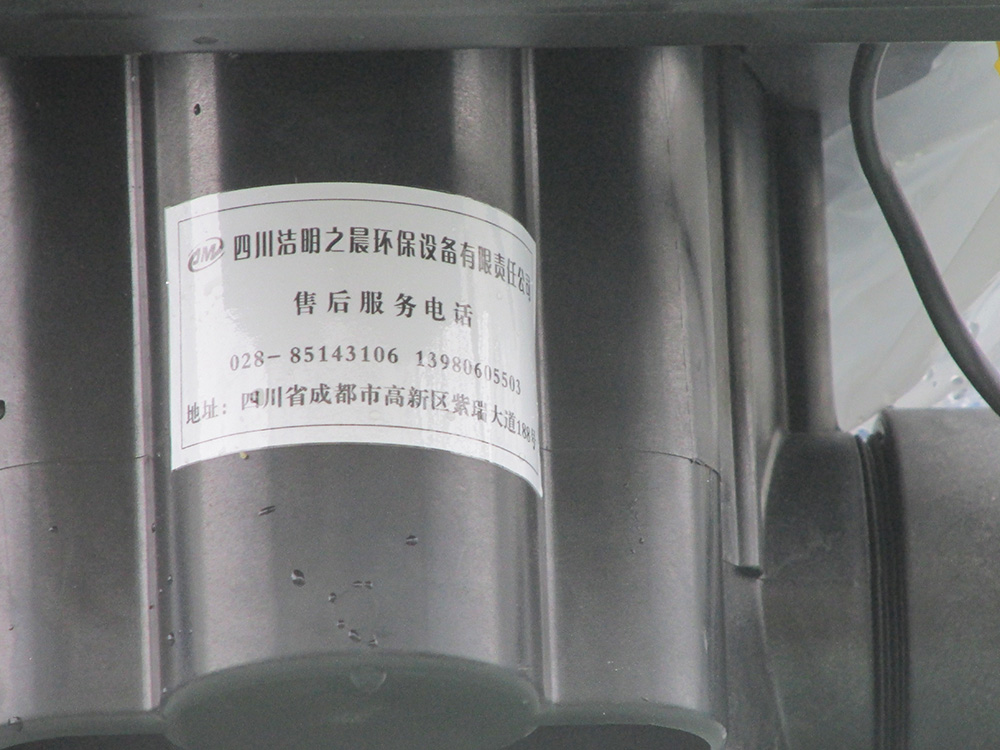 四川洁明之晨环保设备有限责任公司
售后服务电话
028-85143106 13980605503
地址：四川省成都市高新区紫瑞大道188号